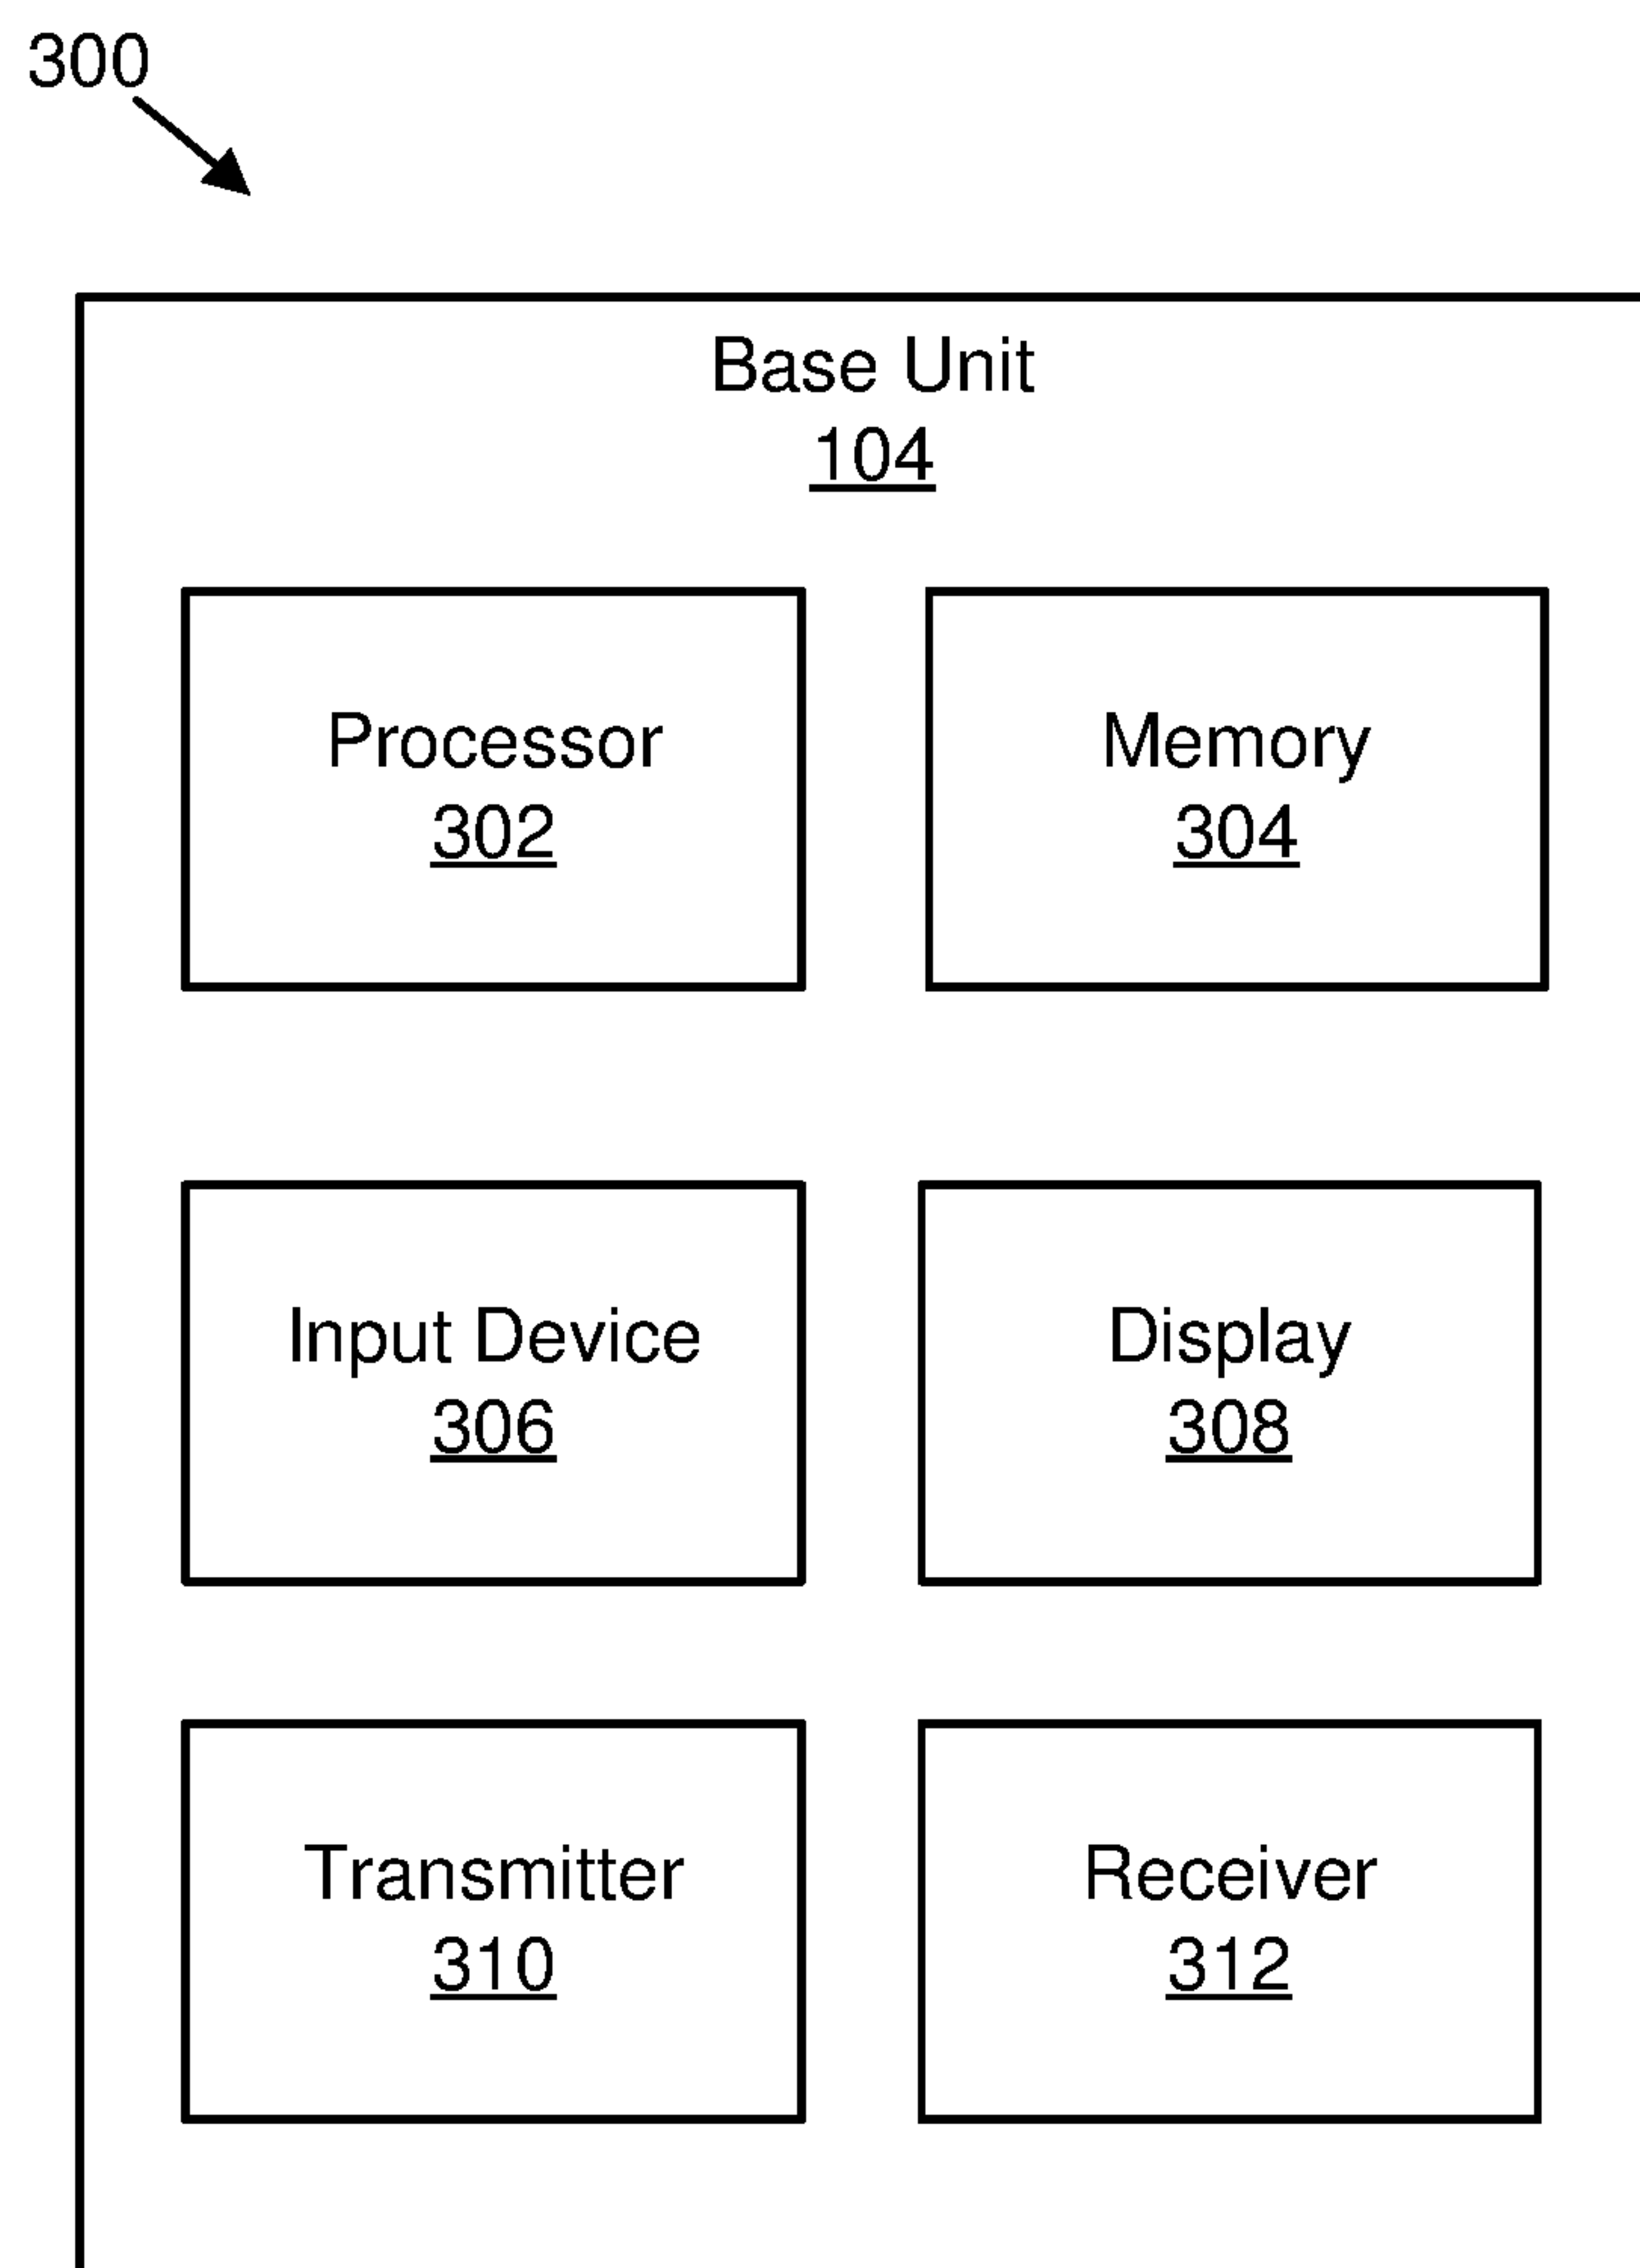 300
Base Unit
104
Processor
302
Memory
304
Input Device
306
Display
308
Transmitter
310
Receiver
312